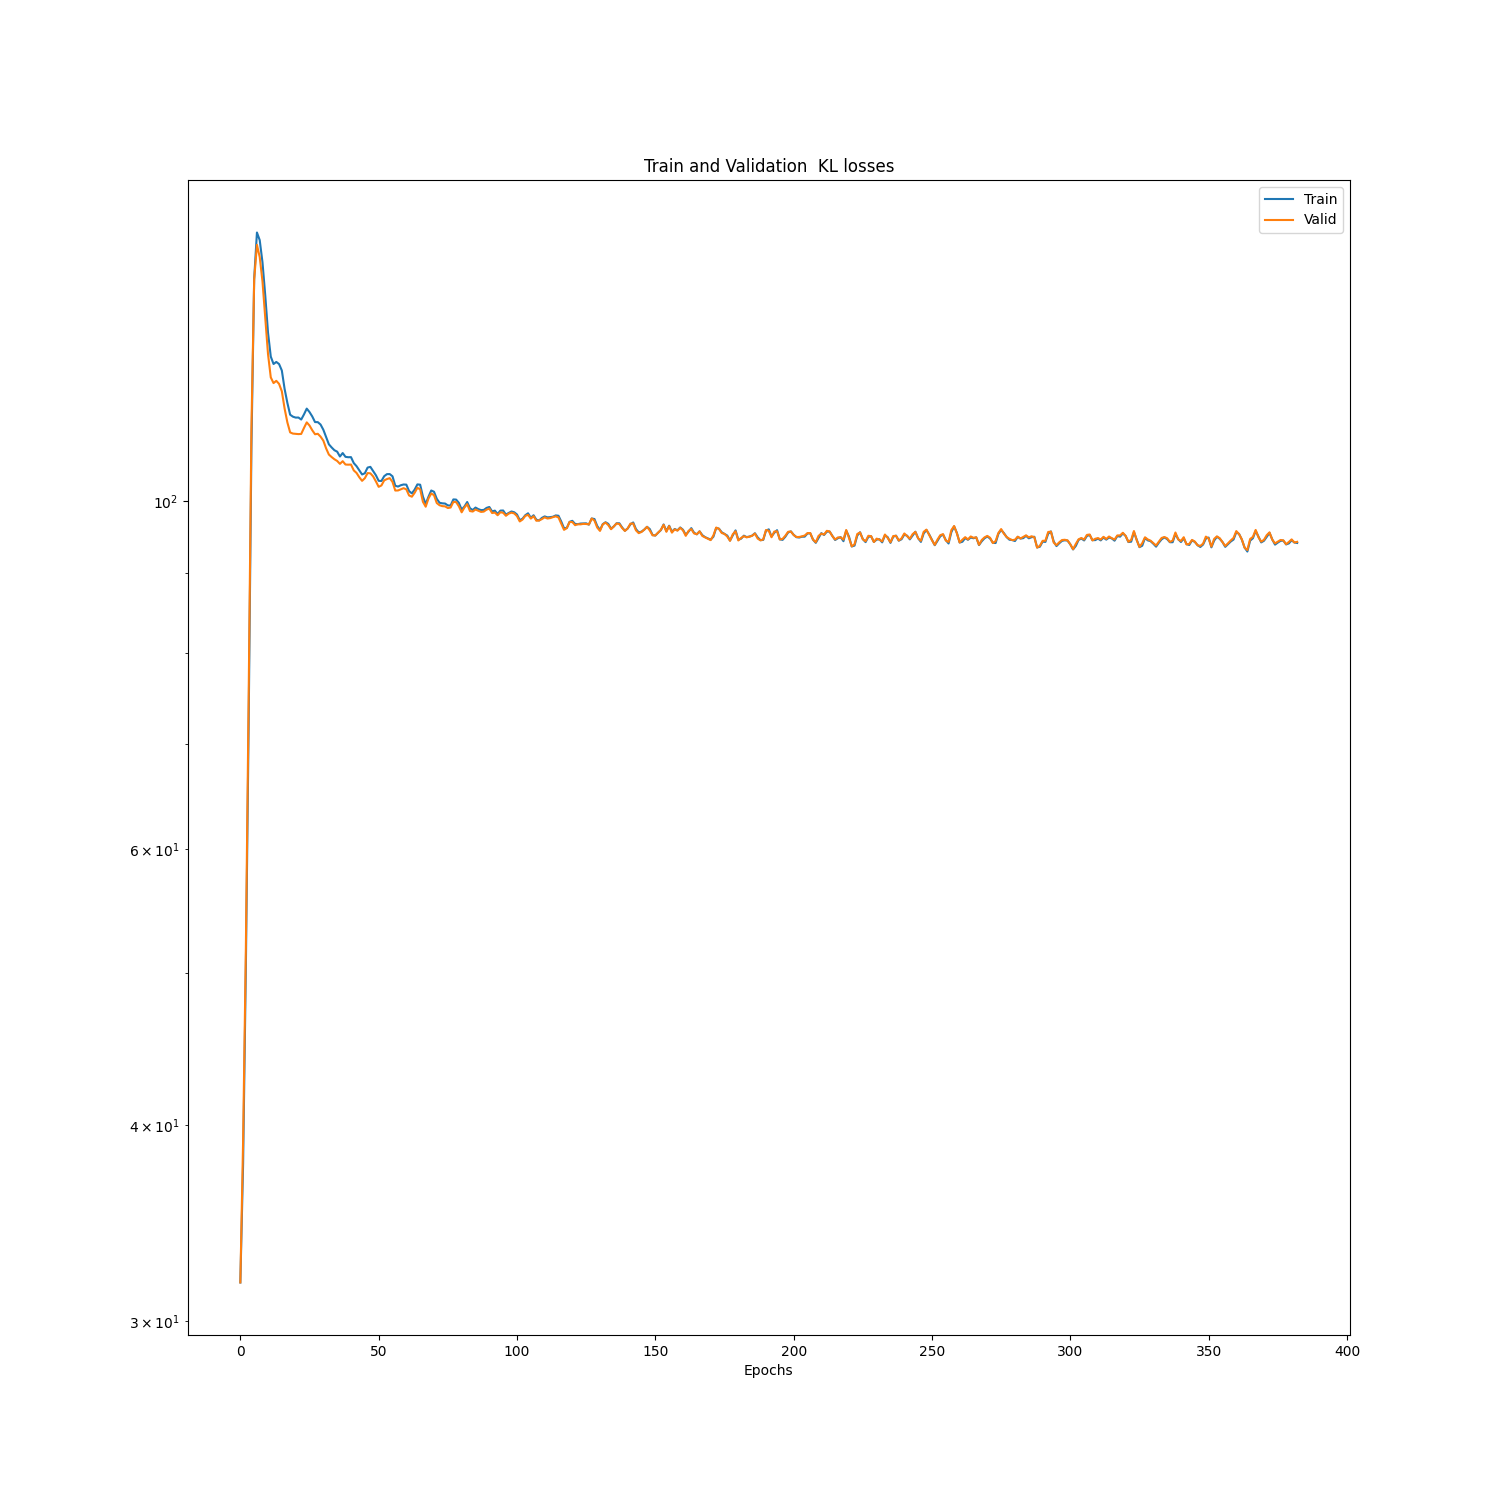 Train and Validation  KL losses
Train
Valid
10²
6 × 10¹
4 × 10¹
3 × 10¹
0 50 100 150 200 250 300 350 400
Epochs